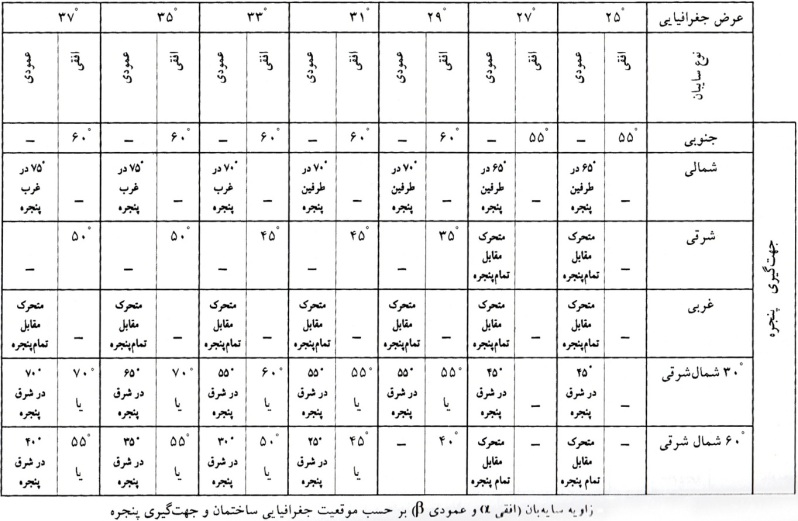 عرض جغرافیایی ۲۵° ۲۷° ۲۹° ۳۱° ۳۳° ۳۵° ۳۷°
نوع سایبان افقی عمودی افقی عمودی افقی عمودی افقی عمودی افقی عمودی افقی عمودی افقی عمودی
جهت‌گیری پنجره
جنوبی ۵۵° – ۵۵° – ۶۰° – ۶۰° – ۶۰° – ۶۰° – ۶۰° –
شمالی ۶۵° در ۶۵° در ۷۰° در ۷۰° در ۷۰° در ۷۵° در ۷۵° در
طرفین طرفین طرفین طرفین غرب غرب غرب
– پنجره – پنجره – پنجره – پنجره – پنجره – پنجره – پنجره
شرقی متحرک متحرک ۳۵° ۴۵° ۴۵° ۵۰° ۵۰°
مقابل مقابل
– تمام‌پنجره – تمام‌پنجره – – – – –
غربی متحرک متحرک متحرک متحرک متحرک متحرک متحرک
مقابل مقابل مقابل مقابل مقابل مقابل مقابل
– تمام‌پنجره – تمام‌پنجره – تمام‌پنجره – تمام‌پنجره – تمام‌پنجره – تمام‌پنجره – تمام‌پنجره
۳۰° شمال‌شرقی ۴۵° ۴۵° ۵۵° ۵۵° ۵۵° ۵۵° ۶۰° ۵۵° ۷۰° ۶۵° ۷۰° ۷۰°
در شرق در شرق در شرق در شرق در شرق در شرق در شرق
– پنجره – پنجره یا پنجره یا پنجره یا پنجره یا پنجره یا پنجره
۶۰° شمال شرقی – متحرک – متحرک ۴۰° – ۴۵° ۲۵° ۵۰° ۳۰° ۵۵° ۳۵° ۵۵° ۴۰°
مقابل مقابل در شرق در شرق در شرق در شرق
تمام پنجره تمام پنجره یا پنجره یا پنجره یا پنجره یا پنجره
زاویه سایه‌بان (افقی α و عمودی β) بر حسب موقعیت جغرافیایی ساختمان و جهت‌گیری پنجره